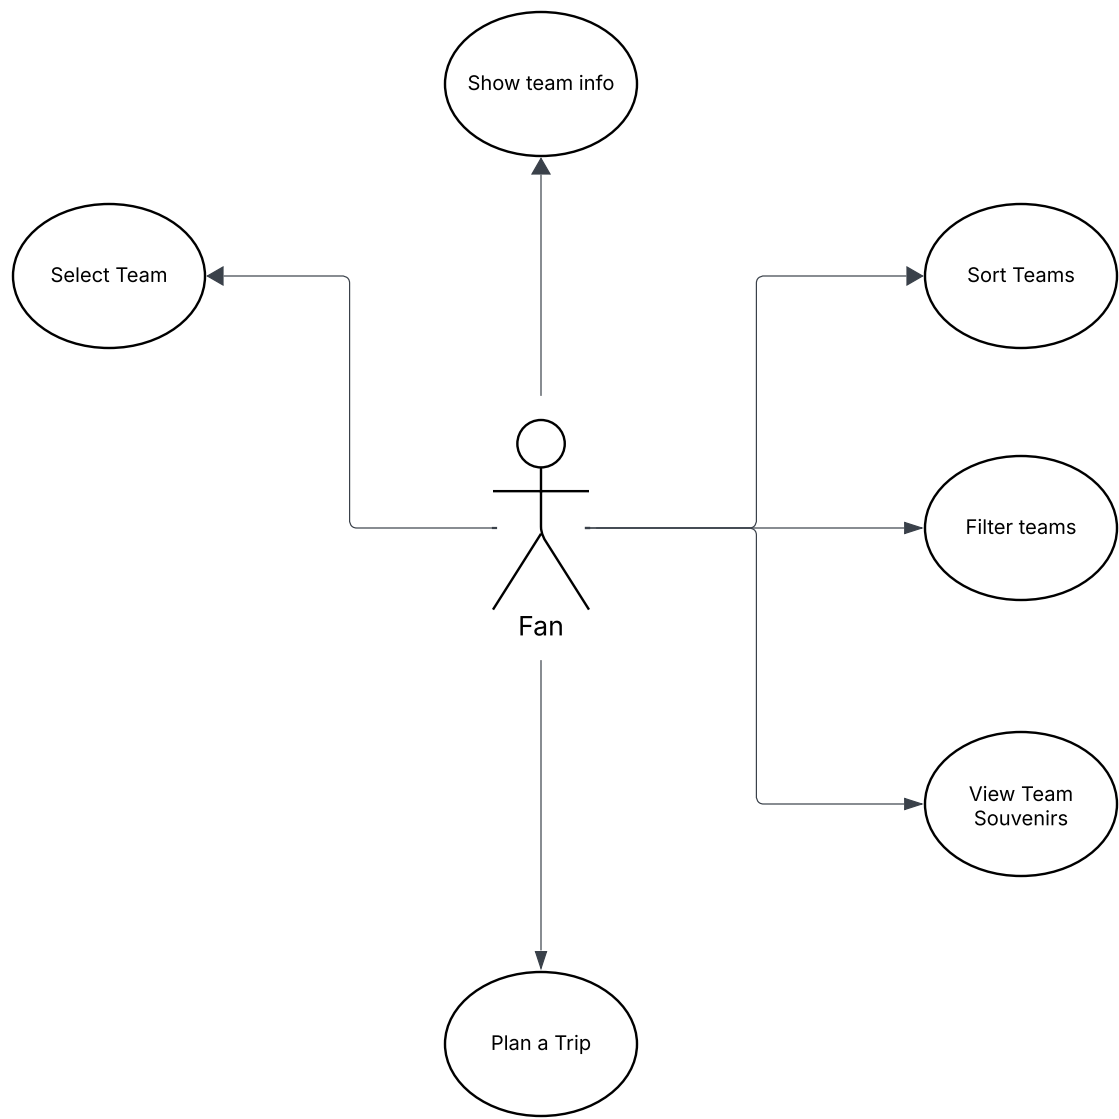 Show team info
Select Team
Sort Teams
Filter teams
Fan
View Team
Souvenirs
Plan a Trip